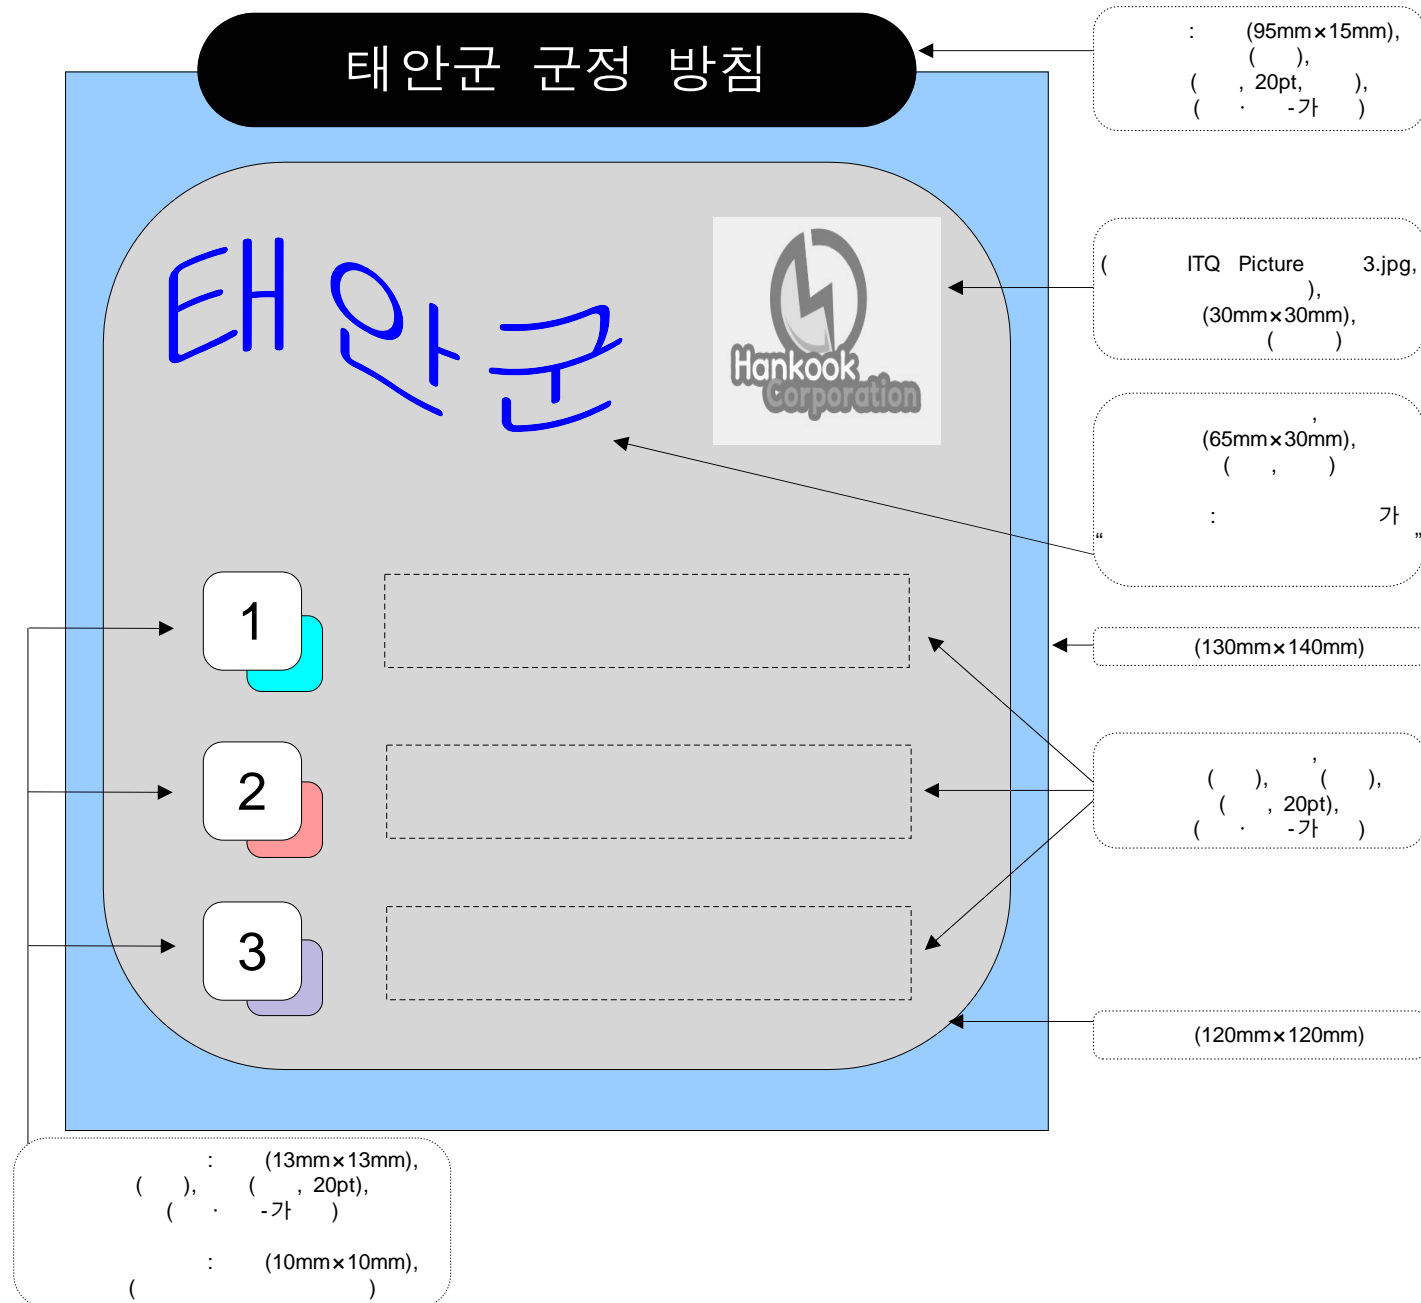 태안군 군정 방침
: (95mm×15mm),
( ),
( , 20pt, ),
( · -가 )
태안군
Hankook
Corporation
( ITQ Picture 3.jpg,
),
(30mm×30mm),
( )
,
(65mm×30mm),
( , )
: 가
“ ”
1
(130mm×140mm)
2
,
( ), ( ),
( , 20pt),
( · -가 )
3
(120mm×120mm)
: (13mm×13mm),
( ), ( , 20pt),
( · -가 )
: (10mm×10mm),
( )